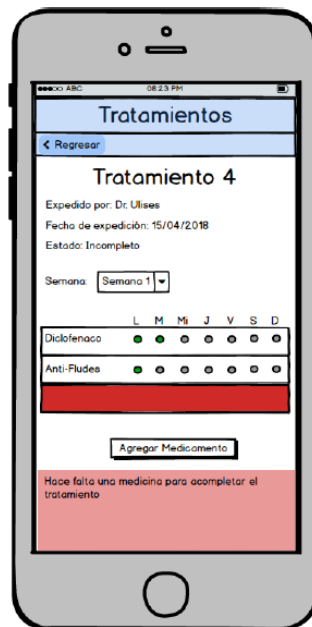 ABC 08:23 PM
Tratamientos
< Regresar
Tratamiento 4
Expedido por: Dr. Ulises
Fecha de expedición: 15/04/2018
Estado: Incompleto
Semana: Semana 1
L M Mi J V S D
Diclofenaco
Anti-Fludes
Agregar Medicamento
Hace falta una medicina para acompletar el
tratamiento